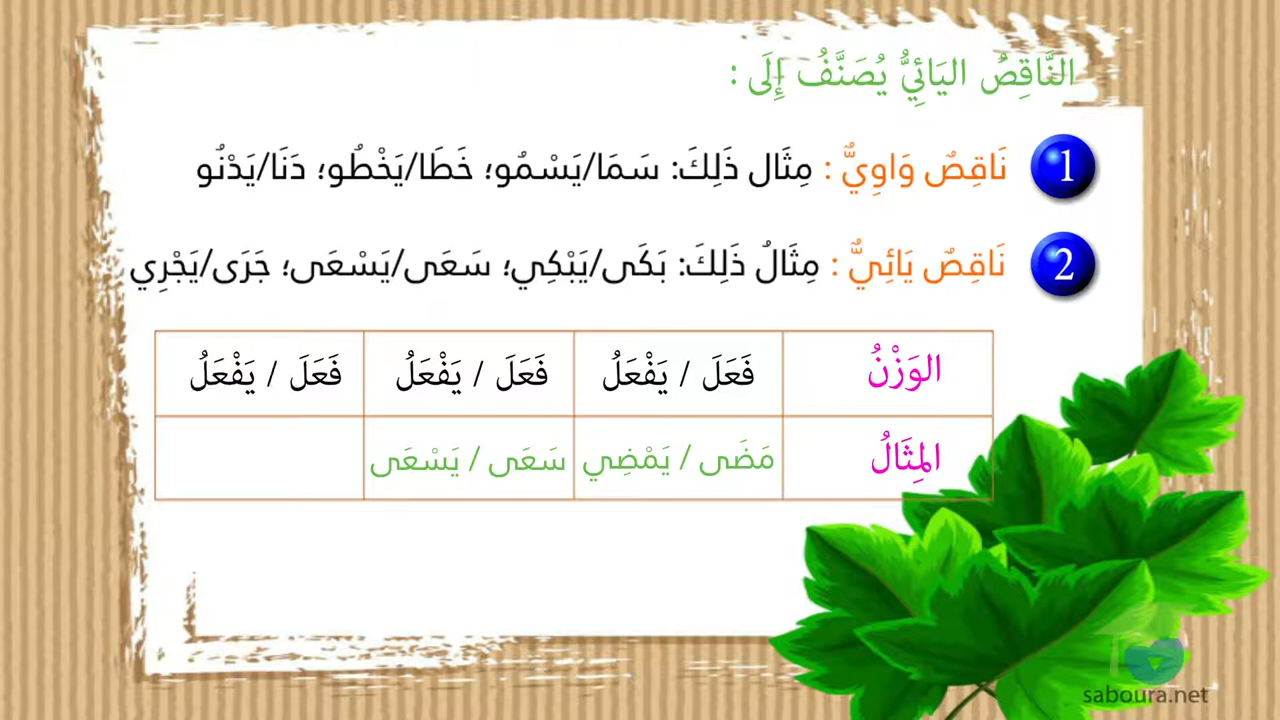 النَّاقِصُ اليَائِيُّ يُصَنَّفُ إِلَى :
1 نَاقِصٌ وَاوِيٌّ : مِثَال ذَلِكَ: سَمَا/يَسْمُو؛ خَطَا/يَخْطُو؛ دَنَا/يَدْنُو
2 نَاقِصٌ يَائِيٌّ : مِثَالُ ذَلِكَ: بَكَى/يَبْكِي؛ سَعَى/يَسْعَى؛ جَرَى/يَجْرِي
الوَزْنُ فَعَلَ / يَفْعَلُ فَعَلَ / يَفْعَلُ فَعَلَ / يَفْعَلُ
المِثَالُ مَضَى / يَمْضِي سَعَى / يَسْعَى
saboura.net